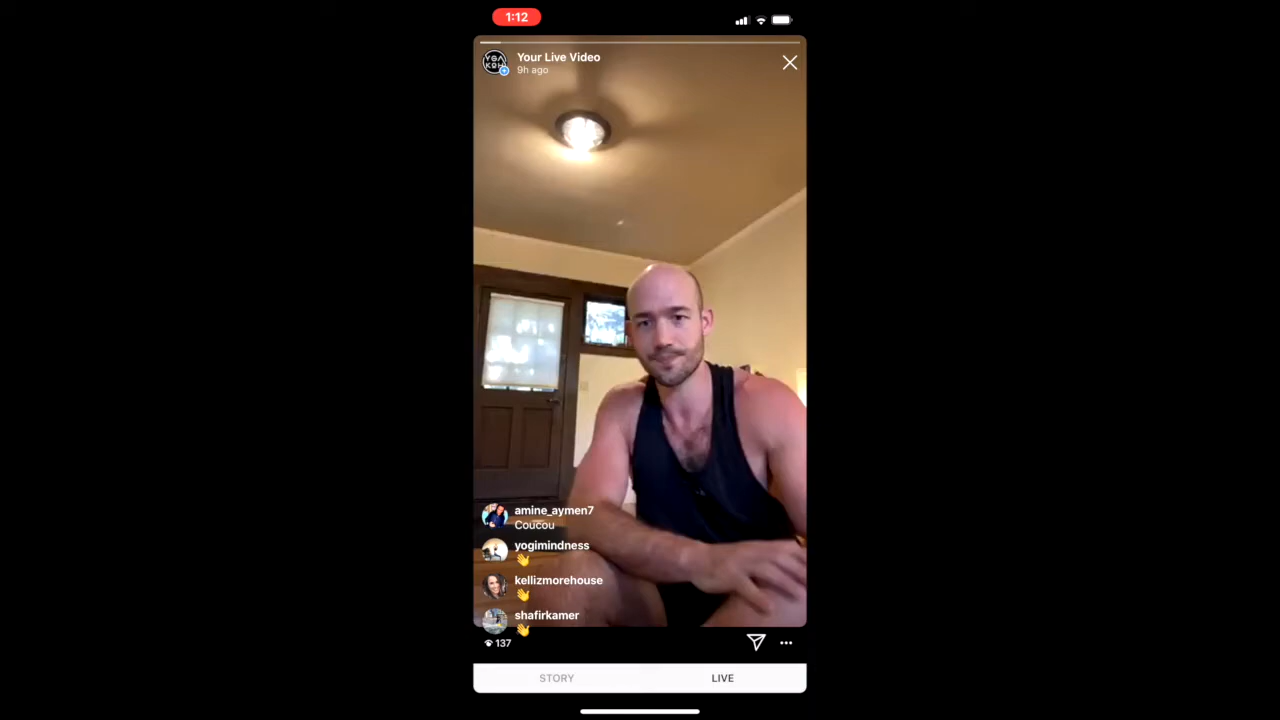 1:12
Your Live Video
9h ago
amine_aymen7
Coucou
yogimindness
👋
kellizmorehouse
👋
shafirkamer
👋
137
STORY
LIVE